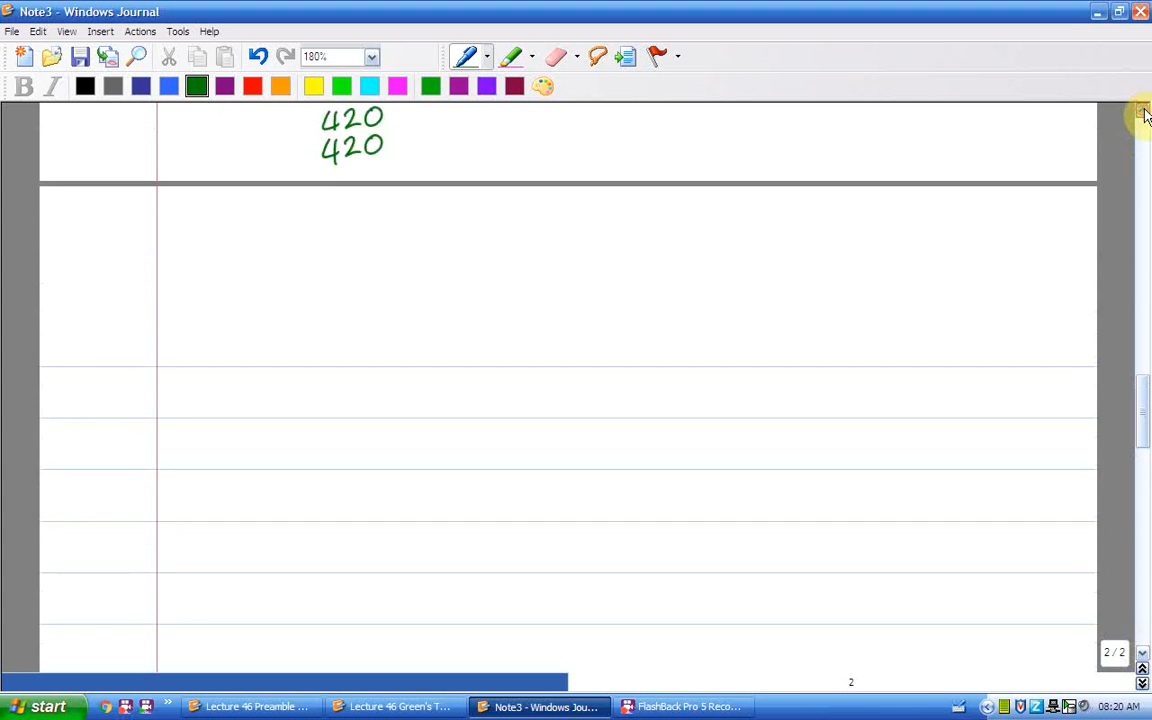 Note3 - Windows Journal
File Edit View Insert Actions Tools Help
180%
B I
420
420
2 / 2
2
start
Lecture 46 Preamble ...
Lecture 46 Green's T...
Note3 - Windows Jou...
FlashBack Pro 5 Reco...
08:20 AM